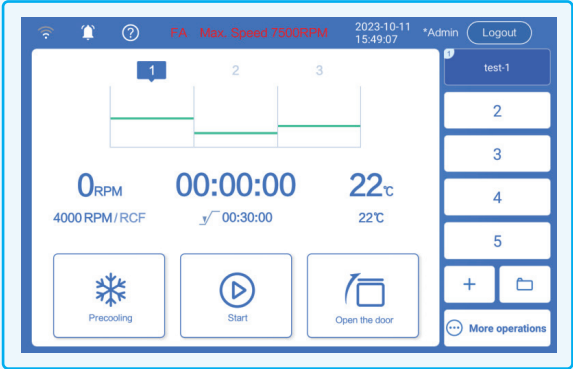 FA Max. Speed 7500RPM
2023-10-11
15:49:07
*Admin
Logout
1 2 3
0RPM 00:00:00 22℃
4000 RPM/RCF 00:30:00 22℃
Precooling
Start
Open the door
1
test-1
2
3
4
5
+
More operations